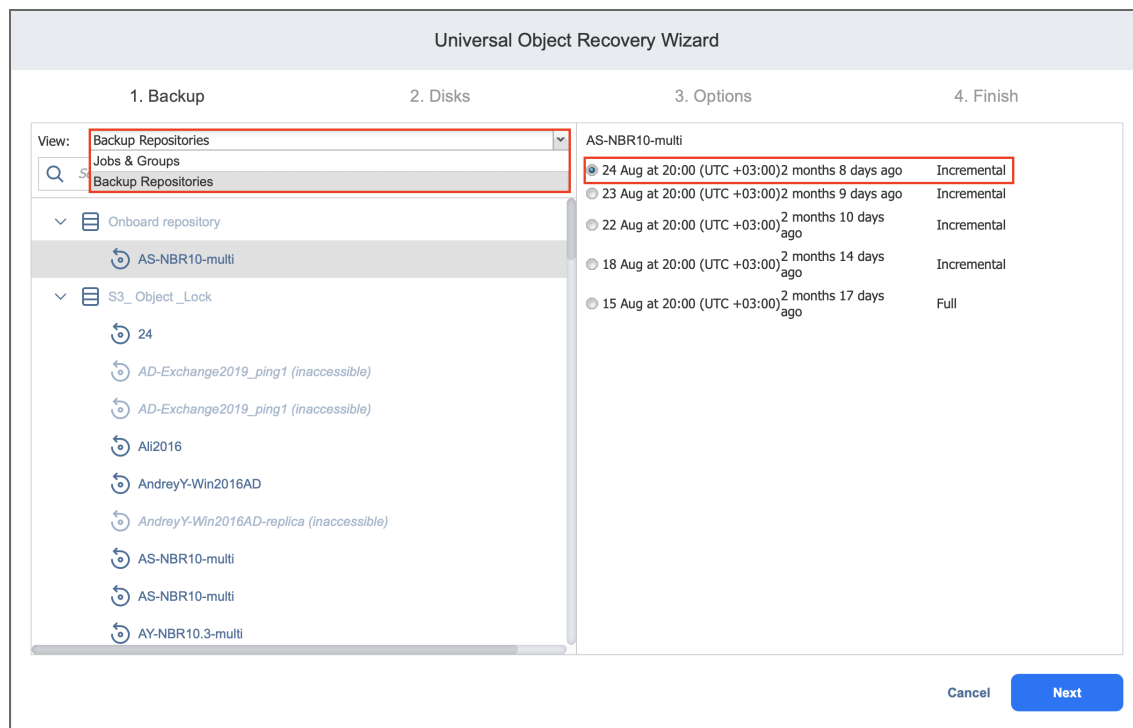 Universal Object Recovery Wizard
1. Backup
2. Disks
3. Options
4. Finish
View:
Backup Repositories
Jobs & Groups
Backup Repositories
Onboard repository
AS-NBR10-multi
S3_ Object _Lock
24
AD-Exchange2019_ping1 (inaccessible)
AD-Exchange2019_ping1 (inaccessible)
Ali2016
AndreyY-Win2016AD
AndreyY-Win2016AD-replica (inaccessible)
AS-NBR10-multi
AS-NBR10-multi
AY-NBR10.3-multi
AS-NBR10-multi
24 Aug at 20:00 (UTC +03:00) 2 months 8 days ago Incremental
23 Aug at 20:00 (UTC +03:00) 2 months 9 days ago Incremental
22 Aug at 20:00 (UTC +03:00) 2 months 10 days
ago
Incremental
18 Aug at 20:00 (UTC +03:00) 2 months 14 days
ago
Incremental
15 Aug at 20:00 (UTC +03:00) 2 months 17 days
ago
Full
Cancel
Next